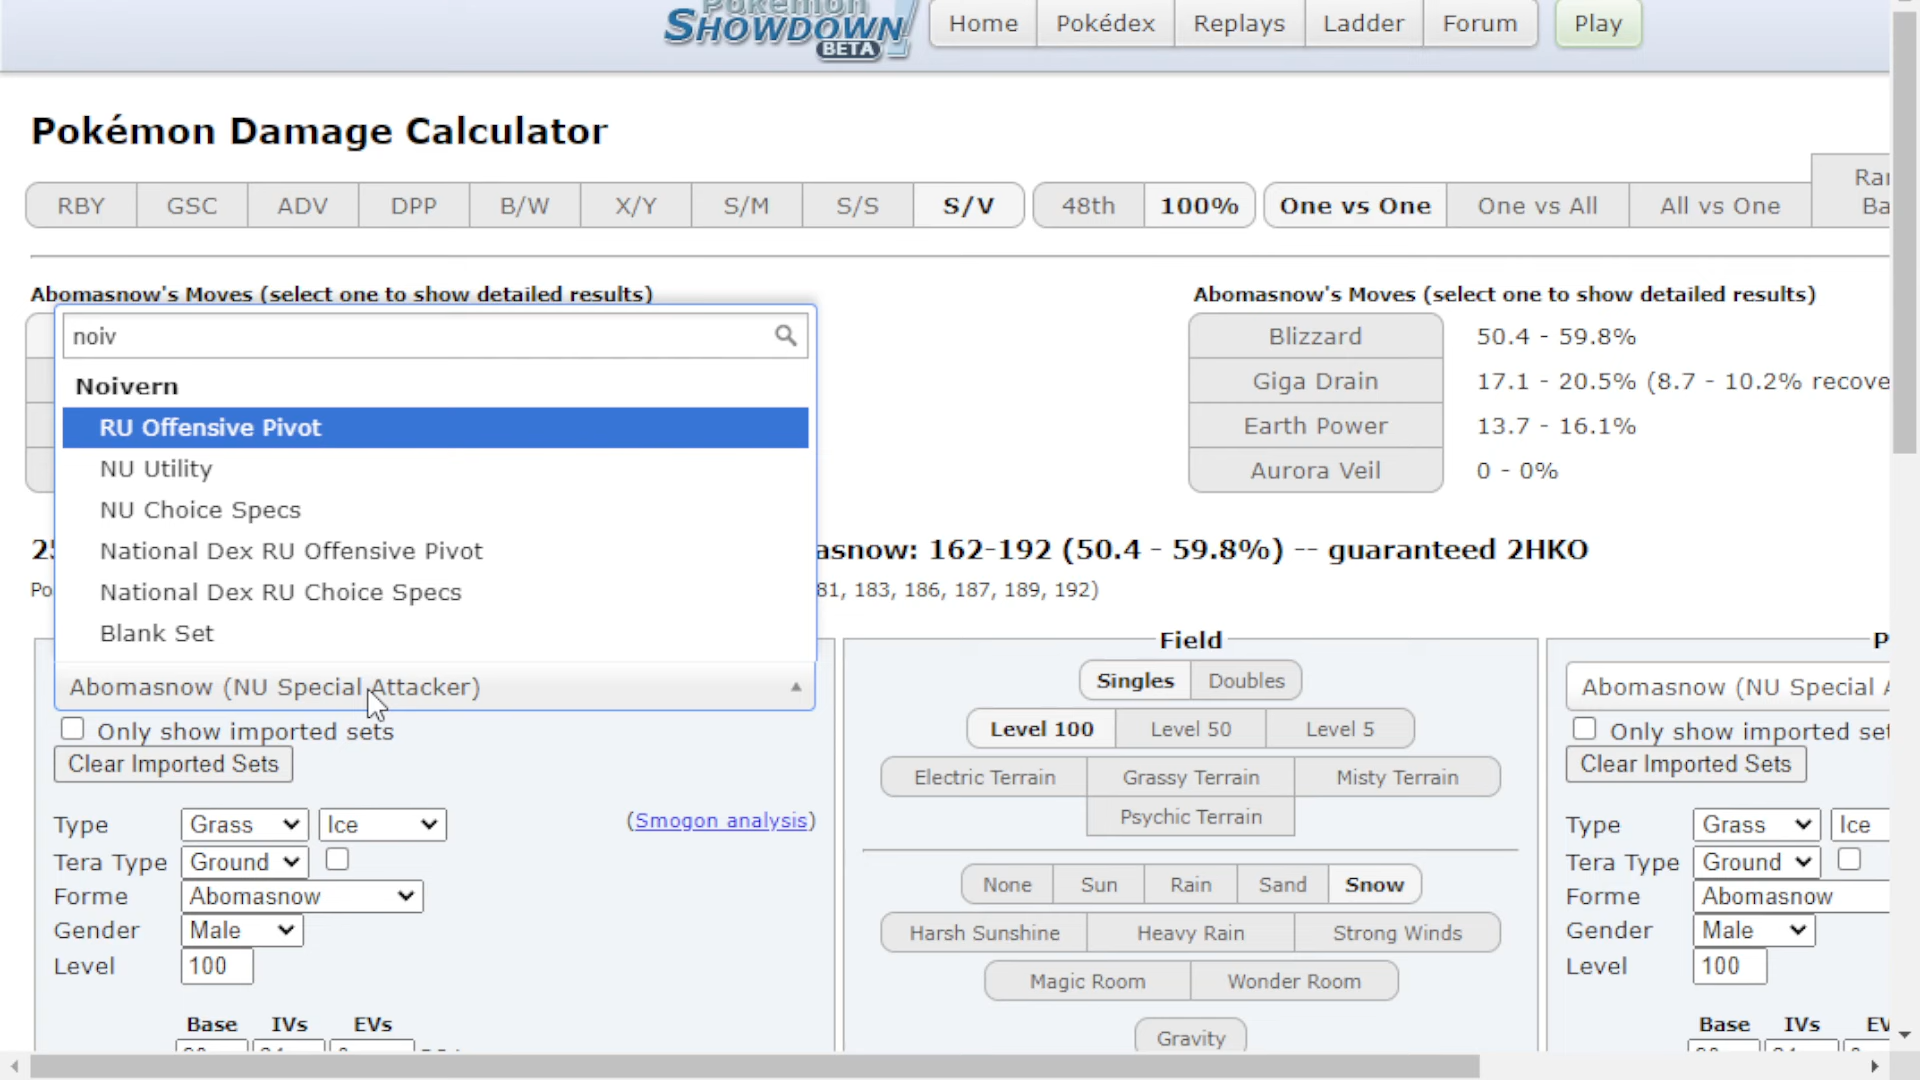 Pokémon
SHOWDOWN!
BETA
Home Pokédex Replays Ladder Forum Play
Pokémon Damage Calculator
RBY GSC ADV DPP B/W X/Y S/M S/S S/V 48th 100% One vs One One vs All All vs One
Abomasnow's Moves (select one to show detailed results)
noiv
Noivern
RU Offensive Pivot
NU Utility
NU Choice Specs
National Dex RU Offensive Pivot
National Dex RU Choice Specs
Blank Set
Abomasnow (NU Special Attacker)
Abomasnow's Moves (select one to show detailed results)
Blizzard 50.4 - 59.8%
Giga Drain 17.1 - 20.5% (8.7 - 10.2% recove
Earth Power 13.7 - 16.1%
Aurora Veil 0 - 0%
asnow: 162-192 (50.4 - 59.8%) -- guaranteed 2HKO
81, 183, 186, 187, 189, 192)
Only show imported sets
Clear Imported Sets
Type Grass Ice (Smogon analysis)
Tera Type Ground
Forme Abomasnow
Gender Male
Level 100
Base IVs EVs
Field
Singles Doubles
Level 100 Level 50 Level 5
Electric Terrain Grassy Terrain Misty Terrain
Psychic Terrain
None Sun Rain Sand Snow
Harsh Sunshine Heavy Rain Strong Winds
Magic Room Wonder Room
Gravity
Abomasnow (NU Special A
Only show imported set
Clear Imported Sets
Type Grass Ice
Tera Type Ground
Forme Abomasnow
Gender Male
Level 100
Base IVs EV